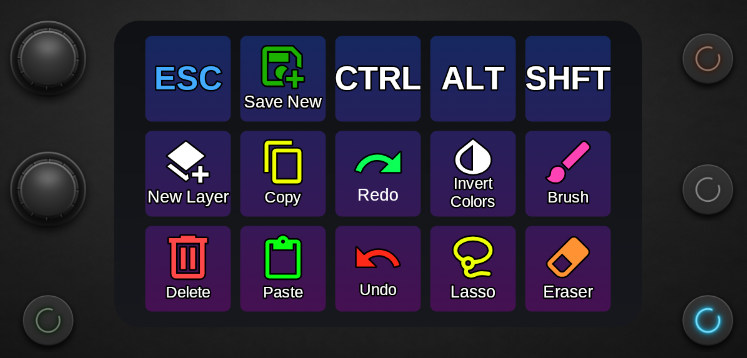 ESC
Save New
CTRL
ALT
SHFT
New Layer
Copy
Redo
Invert
Colors
Brush
Delete
Paste
Undo
Lasso
Eraser